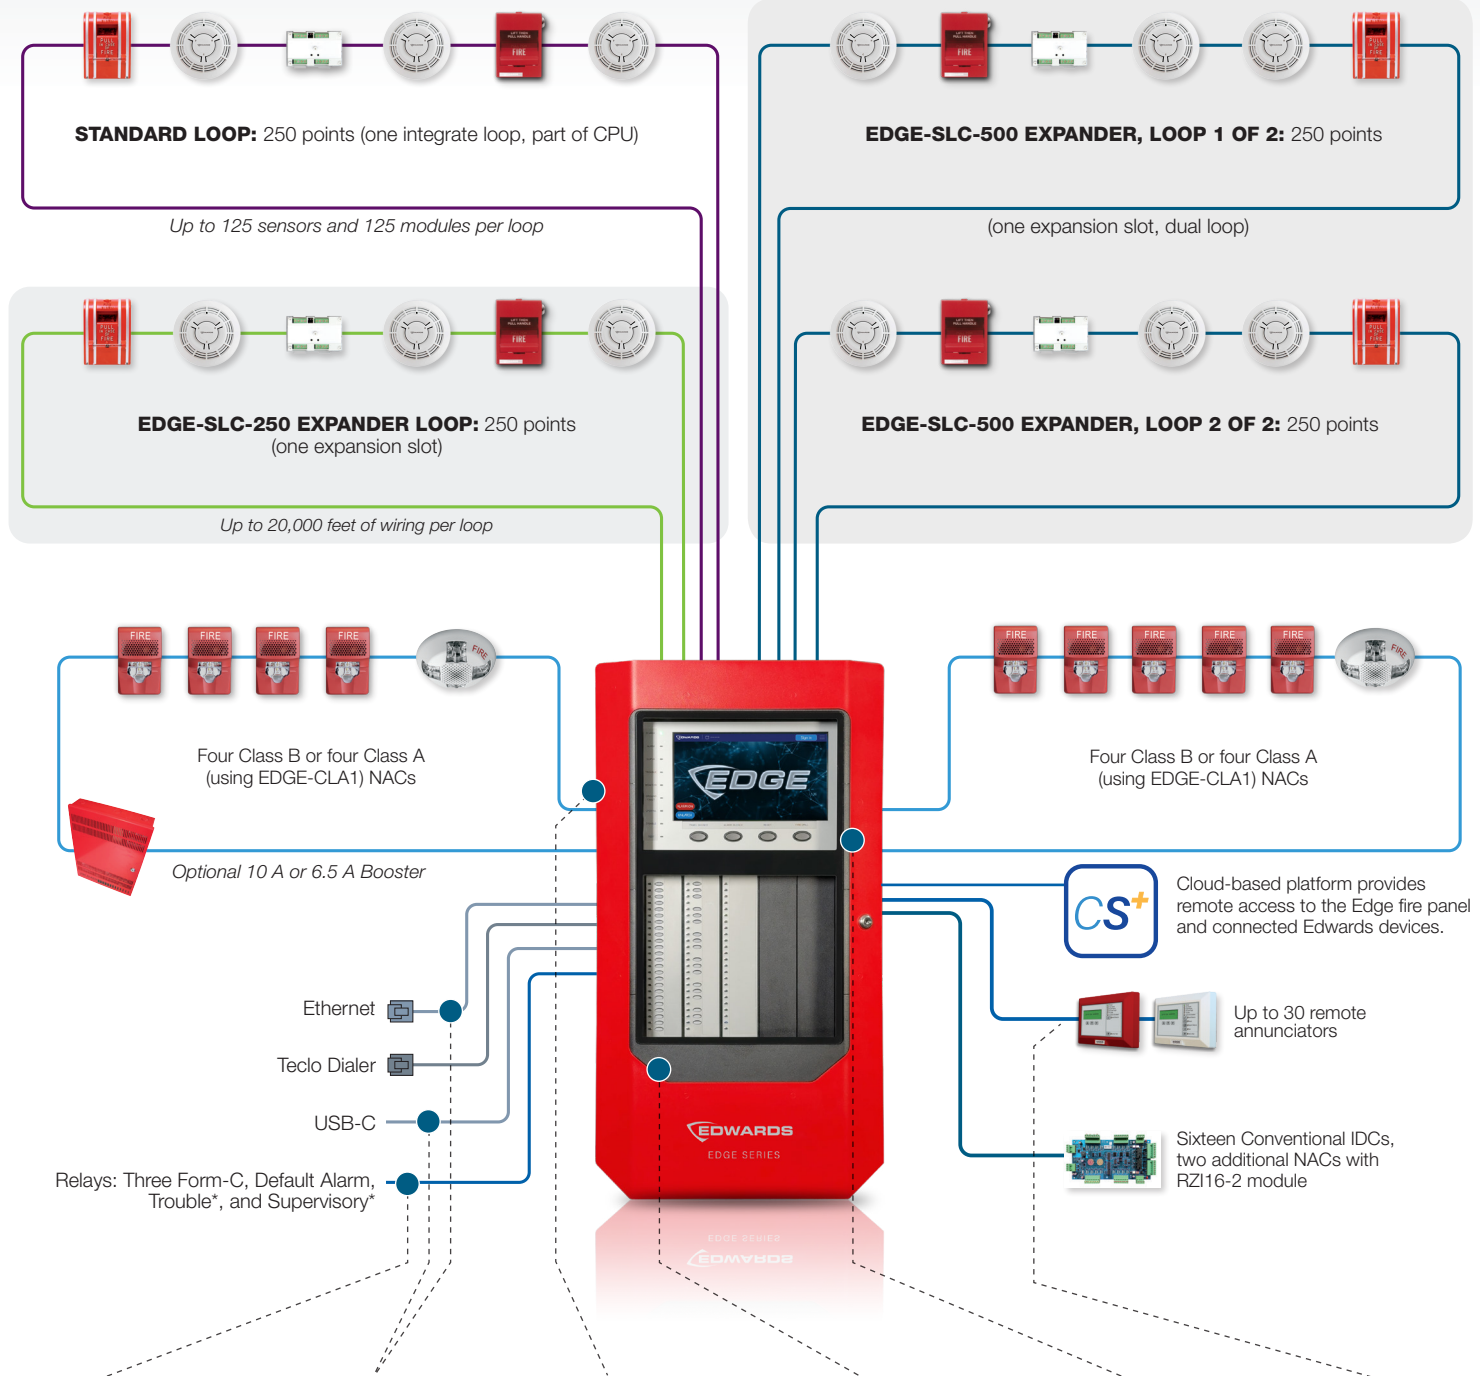 STANDARD LOOP: 250 points (one integrate loop, part of CPU)
Up to 125 sensors and 125 modules per loop
EDGE-SLC-500 EXPANDER, LOOP 1 OF 2: 250 points
(one expansion slot, dual loop)
EDGE-SLC-250 EXPANDER LOOP: 250 points
(one expansion slot)
Up to 20,000 feet of wiring per loop
EDGE-SLC-500 EXPANDER, LOOP 2 OF 2: 250 points
FIRE
FIRE
FIRE
FIRE
FIRE
FIRE
FIRE
FIRE
FIRE
FIRE
FIRE
Four Class B or four Class A
(using EDGE-CLA1) NACs
Optional 10 A or 6.5 A Booster
Four Class B or four Class A
(using EDGE-CLA1) NACs
EDGE
CS+
Cloud-based platform provides
remote access to the Edge fire panel
and connected Edwards devices.
Ethernet
Teclo Dialer
USB-C
Relays: Three Form-C, Default Alarm,
Trouble*, and Supervisory*
Up to 30 remote
annunciators
Sixteen Conventional IDCs,
two additional NACs with
RZI16-2 module
EDWARDS
EDGE SERIES